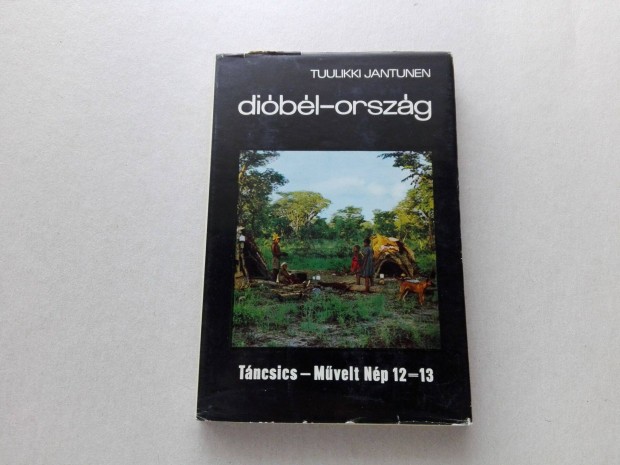 TUULIKKI JANTUNEN
dióbél-ország
Táncsics – Művelt Nép 12–13